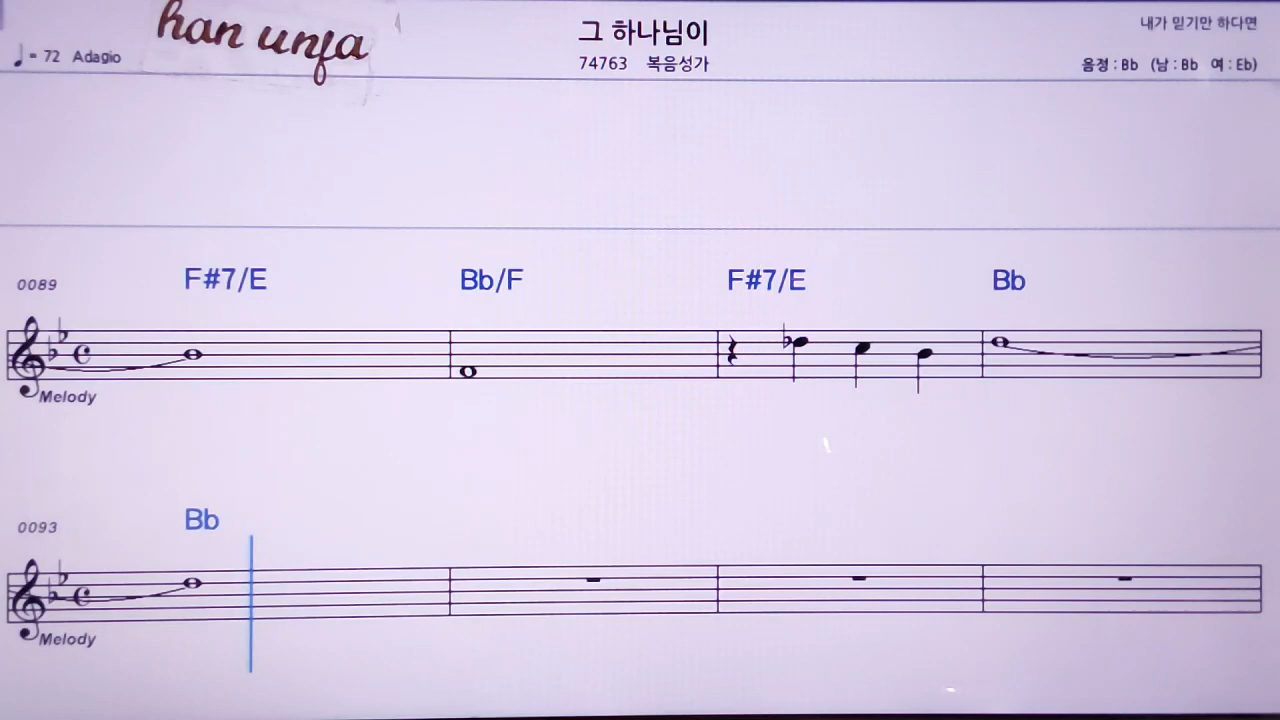 han unfa
그 하나님이
내가 믿기만 하다면
♩= 72 Adagio
74763 복음성가
음정 : Bb (남 : Bb 여 : Eb)
0089 F#7/E Bb/F F#7/E Bb
Melody
0093 Bb
Melody